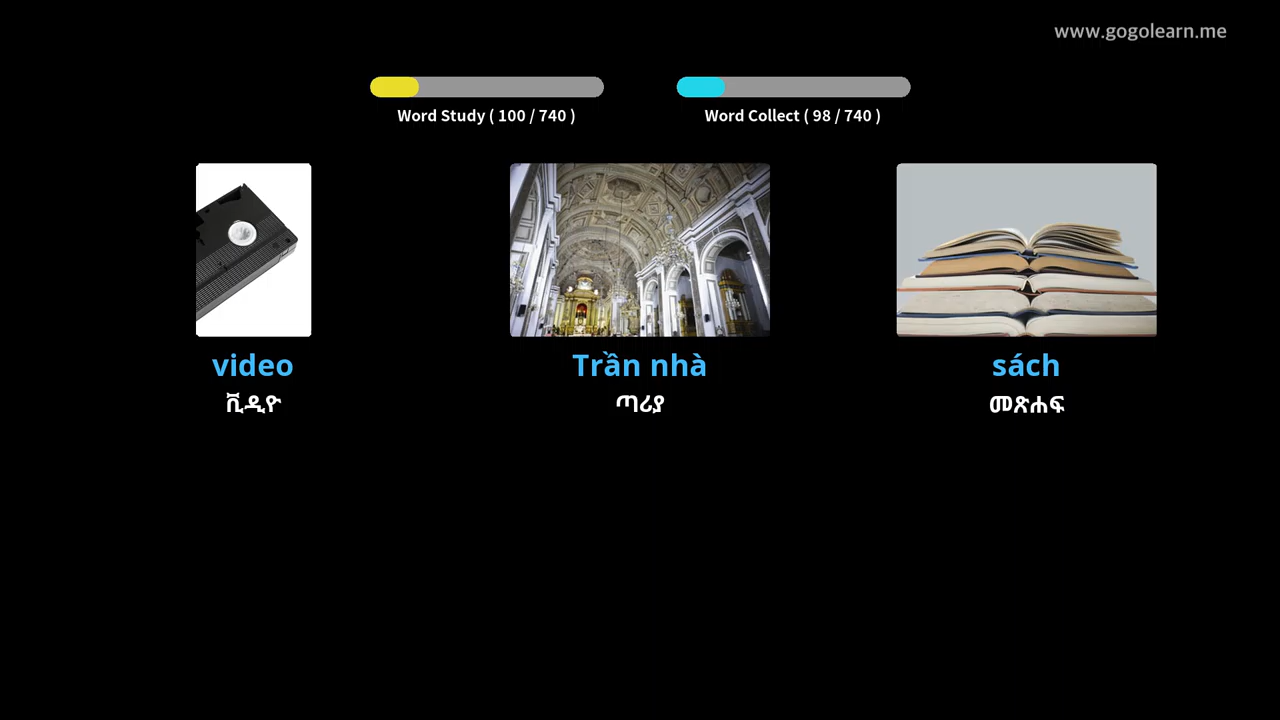 www.gogolearn.me
Word Study ( 100 / 740 )
Word Collect ( 98 / 740 )
video
ቪዲዮ
Trần nhà
ጣሪያ
sách
መጽሐፍ